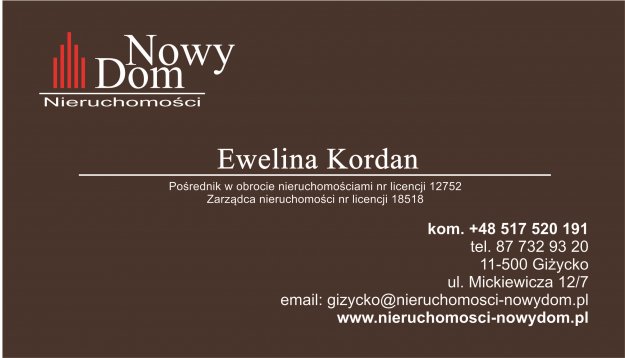 Nowy
Dom
Nieruchomości
Ewelina Kordan
Pośrednik w obrocie nieruchomościami nr licencji 12752
Zarządca nieruchomości nr licencji 18518
kom. +48 517 520 191
tel. 87 732 93 20
11-500 Giżycko
ul. Mickiewicza 12/7
email: gizycko@nieruchomosci-nowydom.pl
www.nieruchomosci-nowydom.pl